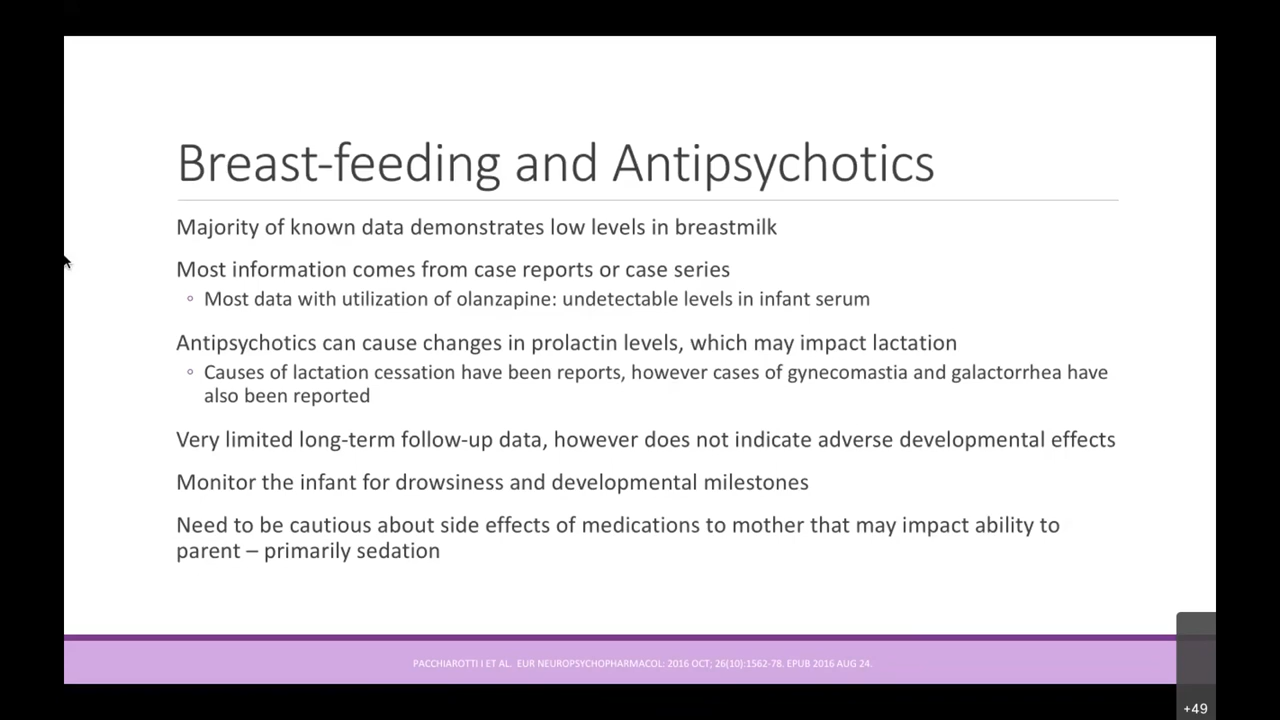 Breast-feeding and Antipsychotics
Majority of known data demonstrates low levels in breastmilk
Most information comes from case reports or case series
◦ Most data with utilization of olanzapine: undetectable levels in infant serum
Antipsychotics can cause changes in prolactin levels, which may impact lactation
◦ Causes of lactation cessation have been reports, however cases of gynecomastia and galactorrhea have
also been reported
Very limited long-term follow-up data, however does not indicate adverse developmental effects
Monitor the infant for drowsiness and developmental milestones
Need to be cautious about side effects of medications to mother that may impact ability to
parent – primarily sedation
PACCHIAROTTI I ET AL. EUR NEUROPSYCHOPHARMACOL: 2016 OCT; 26(10):1562-78. EPUB 2016 AUG 24.
+49